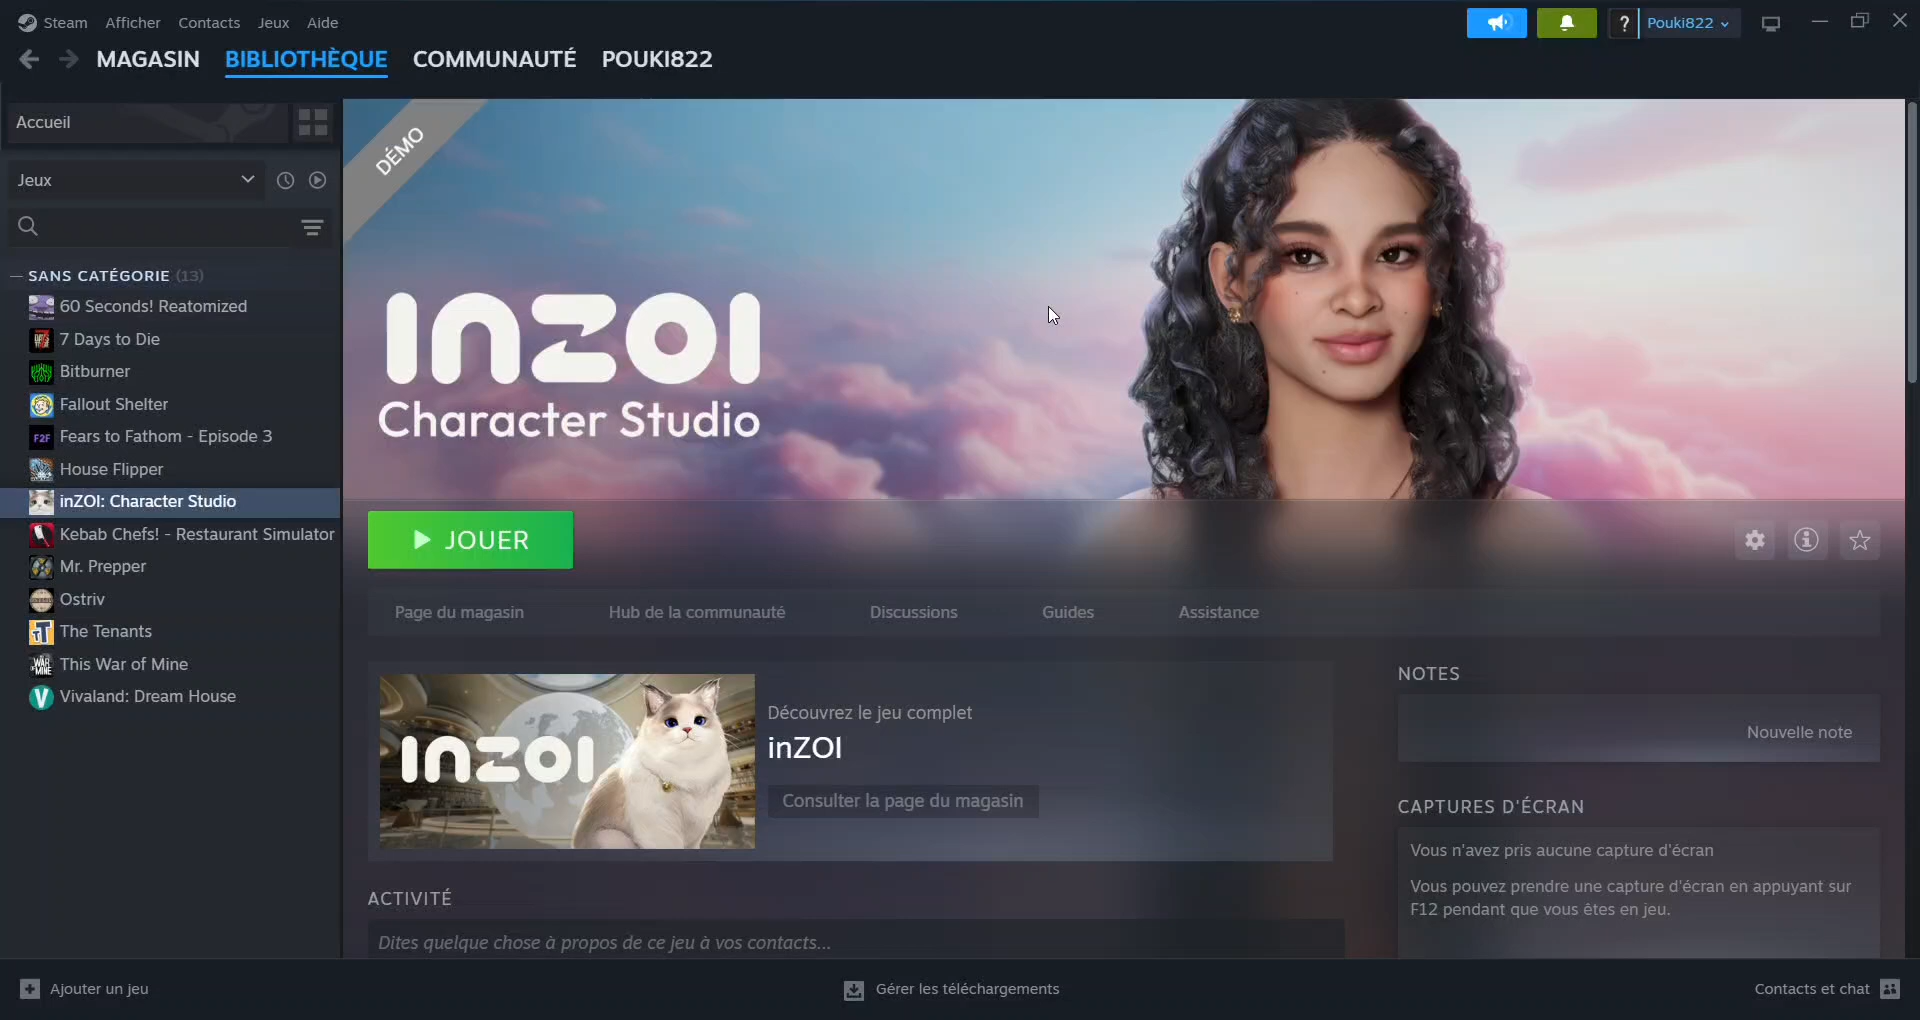 Steam Afficher Contacts Jeux Aide
? Pouki822
MAGASIN BIBLIOTHÈQUE COMMUNAUTÉ POUKI822
Accueil
Jeux
SANS CATÉGORIE (13)
60 Seconds! Reatomized
7 Days to Die
Bitburner
Fallout Shelter
F2F Fears to Fathom - Episode 3
House Flipper
inZOI: Character Studio
Kebab Chefs! - Restaurant Simulator
Mr. Prepper
Ostriv
The Tenants
This War of Mine
Vivaland: Dream House
DÉMO
inZOI
Character Studio
JOUER
Page du magasin Hub de la communauté Discussions Guides Assistance
inZOI
Découvrez le jeu complet
inZOI
Consulter la page du magasin
ACTIVITÉ
Dites quelque chose à propos de ce jeu à vos contacts...
NOTES
Nouvelle note
CAPTURES D'ÉCRAN
Vous n'avez pris aucune capture d'écran
Vous pouvez prendre une capture d'écran en appuyant sur
F12 pendant que vous êtes en jeu.
Ajouter un jeu
Gérer les téléchargements
Contacts et chat